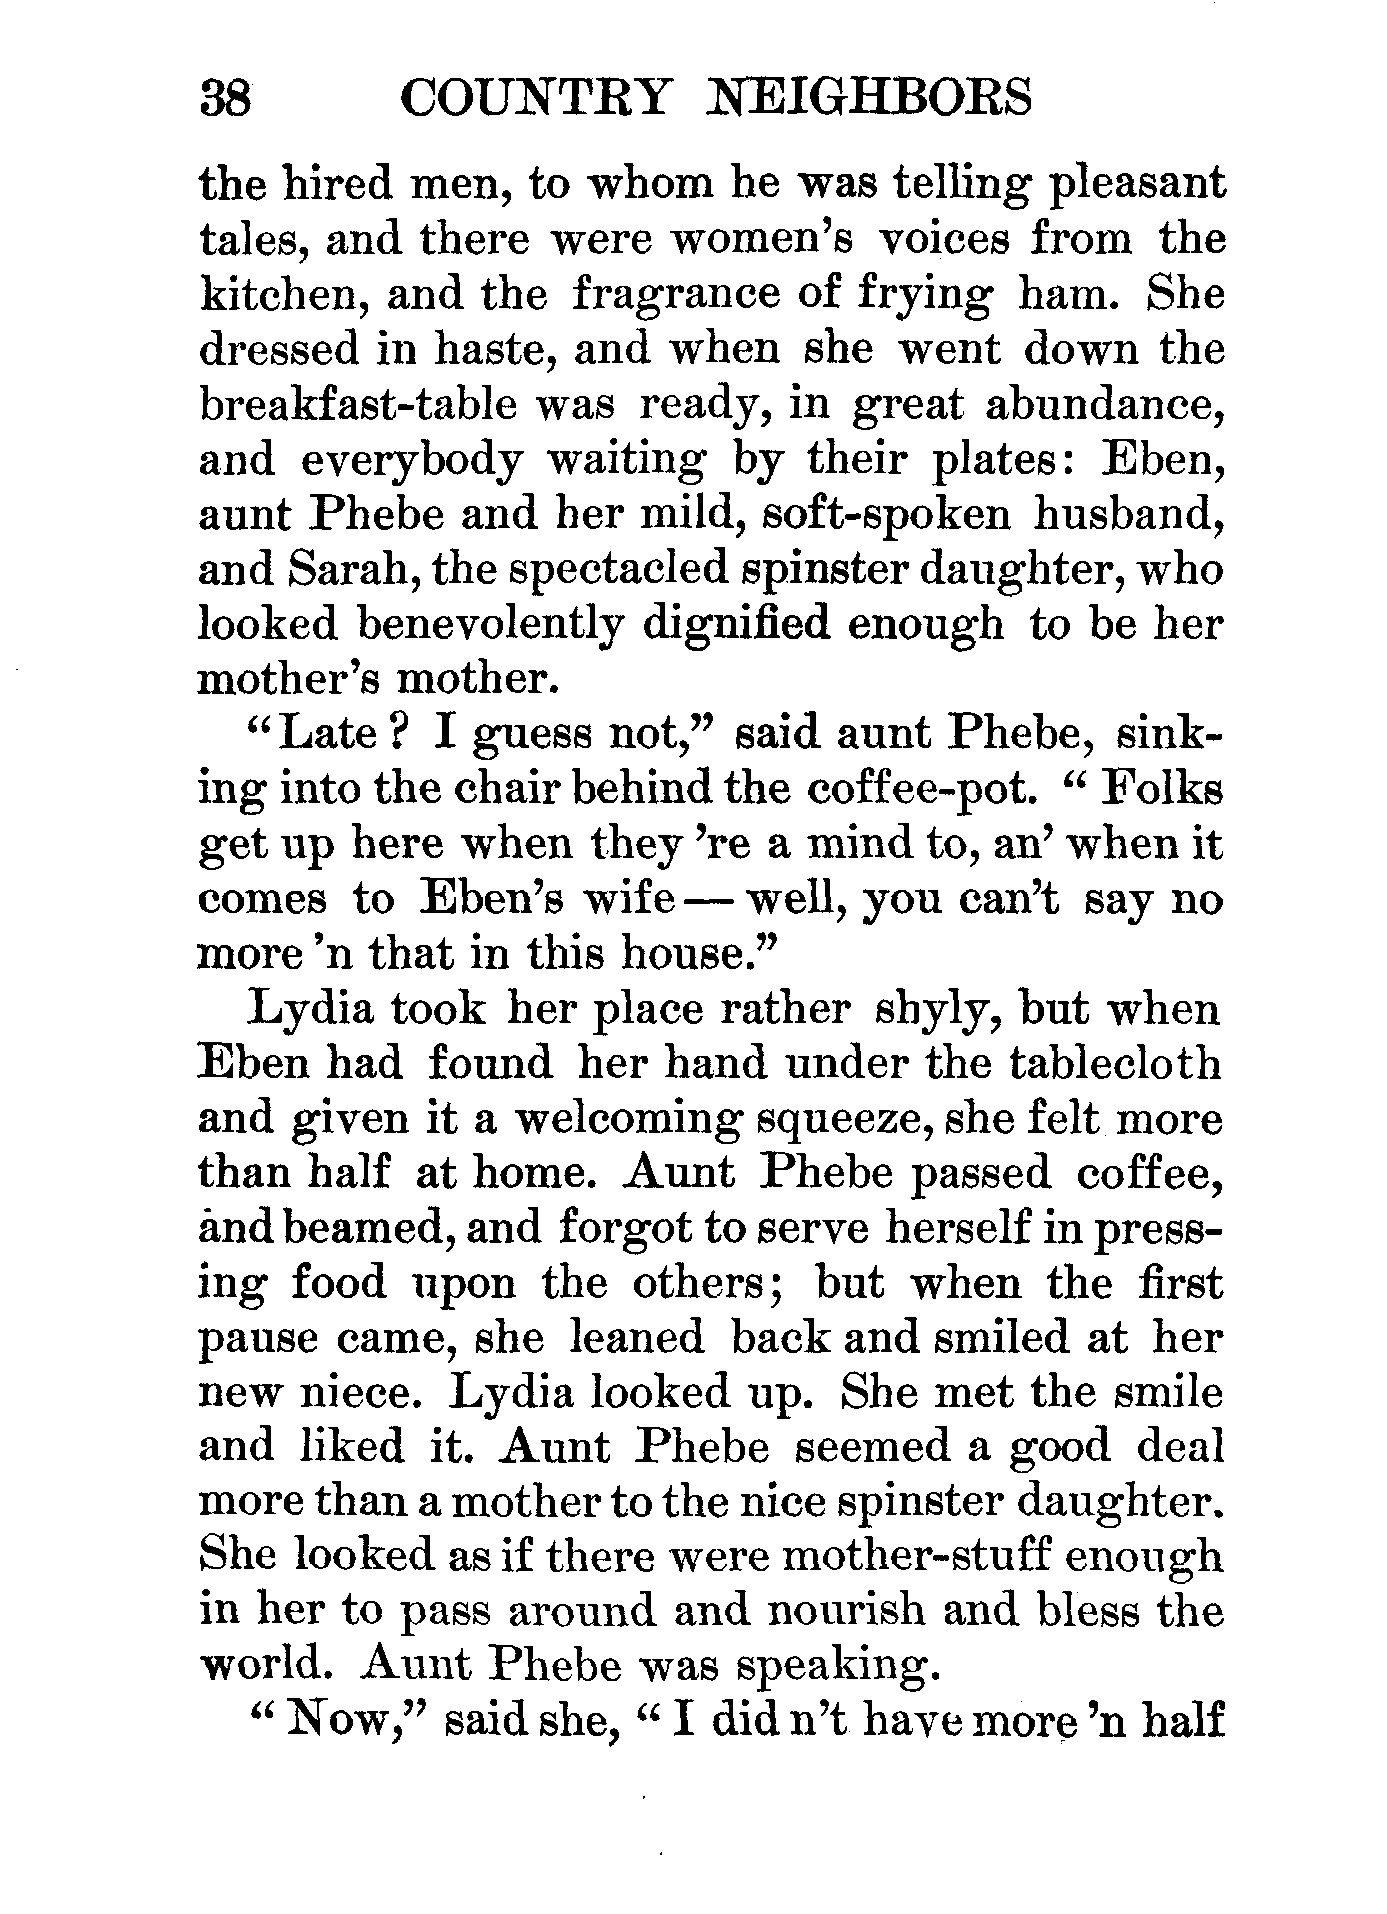 38 COUNTRY NEIGHBORS
the hired men, to whom he was telling pleasant
tales, and there were women's voices from the
kitchen, and the fragrance of frying ham. She
dressed in haste, and when she went down the
breakfast-table was ready, in great abundance,
and everybody waiting by their plates: Eben,
aunt Phebe and her mild, soft-spoken husband,
and Sarah, the spectacled spinster daughter, who
looked benevolently dignified enough to be her
mother's mother.
"Late? I guess not," said aunt Phebe, sink-
ing into the chair behind the coffee-pot. "Folks
get up here when they 're a mind to, an' when it
comes to Eben's wife — well, you can't say no
more 'n that in this house."
Lydia took her place rather shyly, but when
Eben had found her hand under the tablecloth
and given it a welcoming squeeze, she felt more
than half at home. Aunt Phebe passed coffee,
and beamed, and forgot to serve herself in press-
ing food upon the others; but when the first
pause came, she leaned back and smiled at her
new niece. Lydia looked up. She met the smile
and liked it. Aunt Phebe seemed a good deal
more than a mother to the nice spinster daughter.
She looked as if there were mother-stuff enough
in her to pass around and nourish and bless the
world. Aunt Phebe was speaking.
"Now," said she, "I did n't have more 'n half